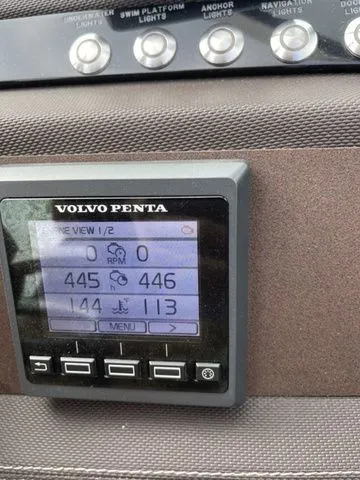 UNDERWATER LIGHTS
SWIM PLATFORM LIGHTS
ANCHOR LIGHTS
NAVIGATION LIGHTS
LIGHTS
VOLVO PENTA
ENGINE VIEW 1/2
0 RPM 0
445 h 446
144 113
MENU >